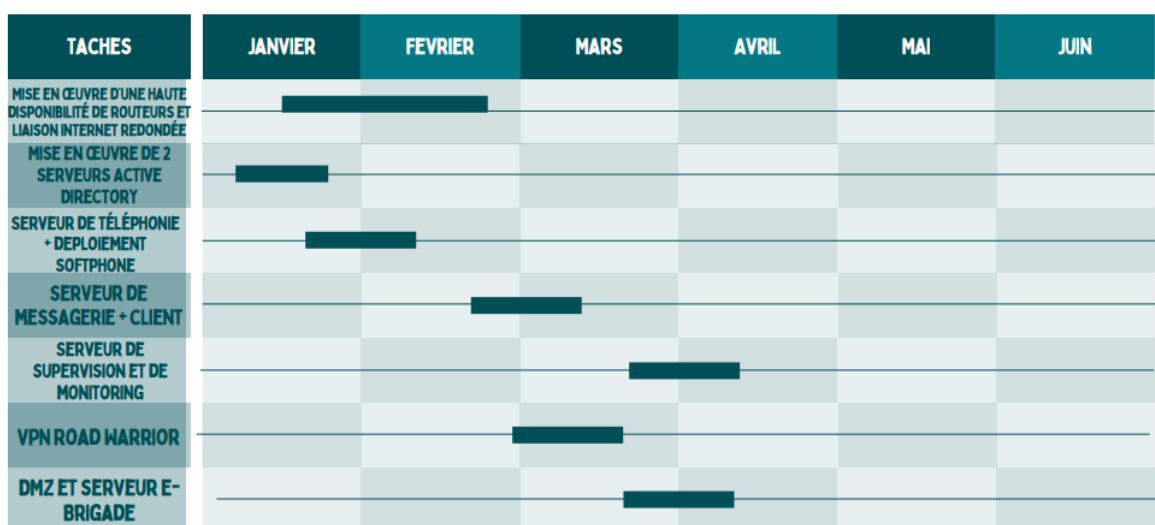 TACHES JANVIER FEVRIER MARS AVRIL MAI JUIN
MISE EN ŒUVRE D'UNE HAUTE
DISPONIBILITÉ DE ROUTEURS ET
LIAISON INTERNET REDONDÉE
MISE EN ŒUVRE DE 2
SERVEURS ACTIVE
DIRECTORY
SERVEUR DE TÉLÉPHONIE
+ DEPLOIEMENT
SOFTPHONE
SERVEUR DE
MESSAGERIE + CLIENT
SERVEUR DE
SUPERVISION ET DE
MONITORING
VPN ROAD WARRIOR
DMZ ET SERVEUR E-
BRIGADE